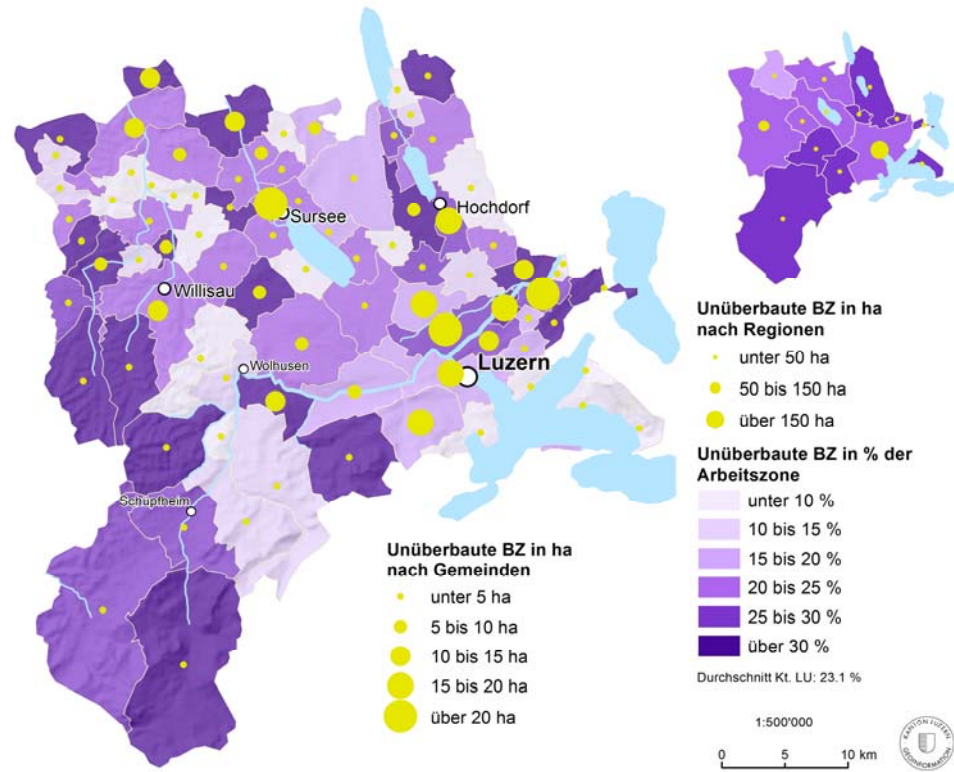 Sursee
Hochdorf
Willisau
Wolhusen
Luzern
Schüpfheim
Unüberbaute BZ in ha
nach Gemeinden
unter 5 ha
5 bis 10 ha
10 bis 15 ha
15 bis 20 ha
über 20 ha
Unüberbaute BZ in ha
nach Regionen
unter 50 ha
50 bis 150 ha
über 150 ha
Unüberbaute BZ in % der
Arbeitszone
unter 10 %
10 bis 15 %
15 bis 20 %
20 bis 25 %
25 bis 30 %
über 30 %
Durchschnitt Kt. LU: 23.1 %
1:500'000
0 5 10 km
KANTON LUZERN
GEOINFORMATION